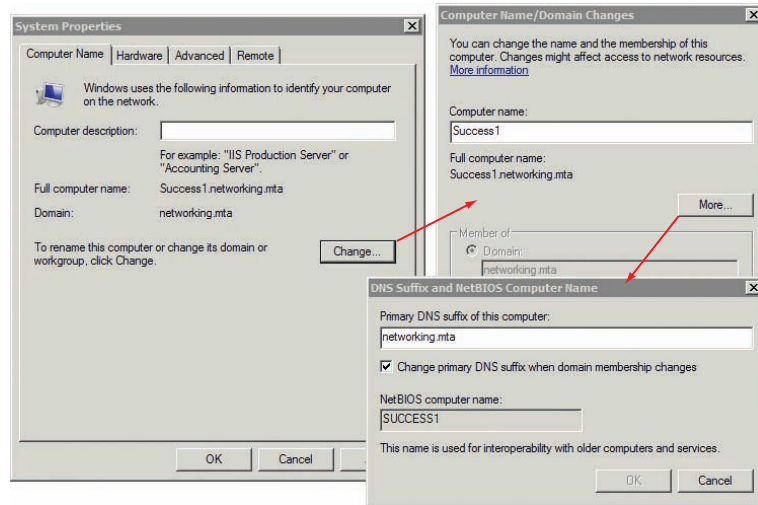 System Properties
Computer Name
Hardware
Advanced
Remote
Windows uses the following information to identify your computer
on the network.
Computer description:
For example: "IIS Production Server" or
"Accounting Server".
Full computer name:
Success1.networking.mta
Domain:
networking.mta
To rename this computer or change its domain or
workgroup, click Change.
Change...
OK
Cancel
Computer Name/Domain Changes
You can change the name and the membership of this
computer. Changes might affect access to network resources.
More information
Computer name:
Success1
Full computer name:
Success1.networking.mta
More...
Member of
Domain:
networking.mta
DNS Suffix and NetBIOS Computer Name
Primary DNS suffix of this computer:
networking.mta
Change primary DNS suffix when domain membership changes
NetBIOS computer name:
SUCCESS1
This name is used for interoperability with older computers and services.
OK
Cancel